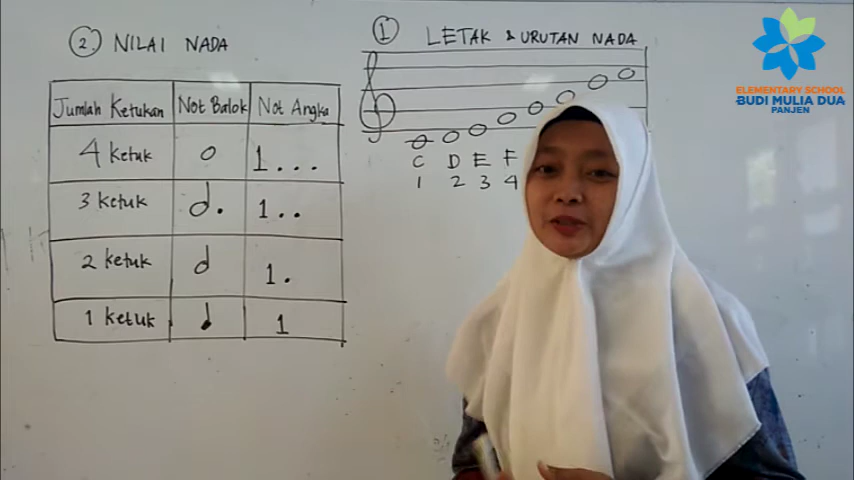 2. NILAI NADA
Jumlah Ketukan Not Balok Not Angka
4 ketuk 1 . . .
3 ketuk 1 . .
2 ketuk 1 .
1 ketuk 1
1 LETAK & URUTAN NADA
C D E F
1 2 3 4
ELEMENTARY SCHOOL
BUDI MULIA DUA
PANJEN